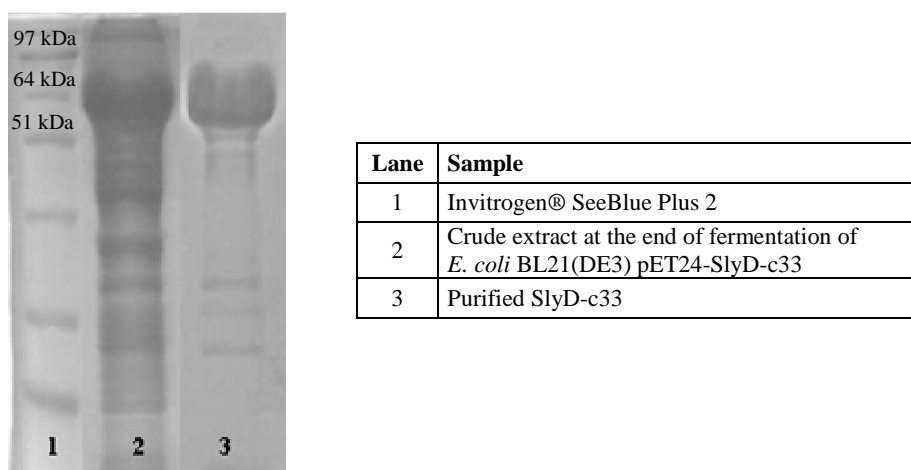 97 kDa
64 kDa
51 kDa
1 2 3
Lane Sample
1 Invitrogen® SeeBlue Plus 2
2 Crude extract at the end of fermentation of
E. coli BL21(DE3) pET24-SlyD-c33
3 Purified SlyD-c33